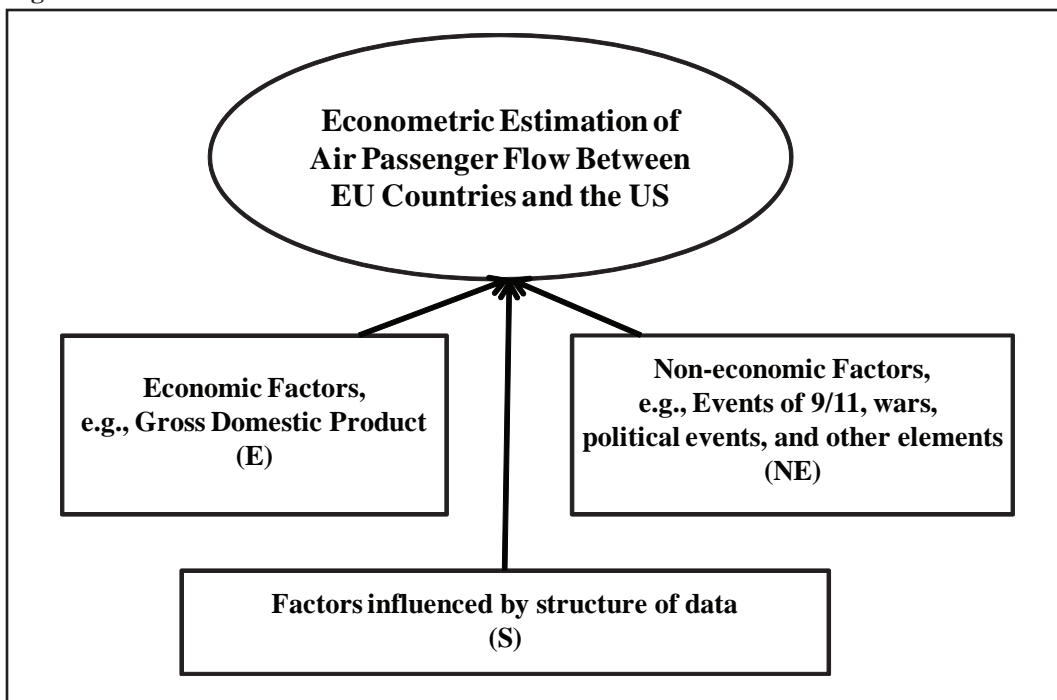 Econometric Estimation of
Air Passenger Flow Between
EU Countries and the US
Economic Factors,
e.g., Gross Domestic Product
(E)
Non-economic Factors,
e.g., Events of 9/11, wars,
political events, and other elements
(NE)
Factors influenced by structure of data
(S)